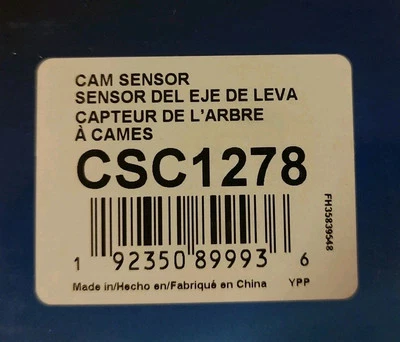 CAM SENSOR
SENSOR DEL EJE DE LEVA
CAPTEUR DE L'ARBRE
À CAMES
CSC1278
FH35839548
1 92350 89993 6
Made in/Hecho en/Fabriqué en China YPP